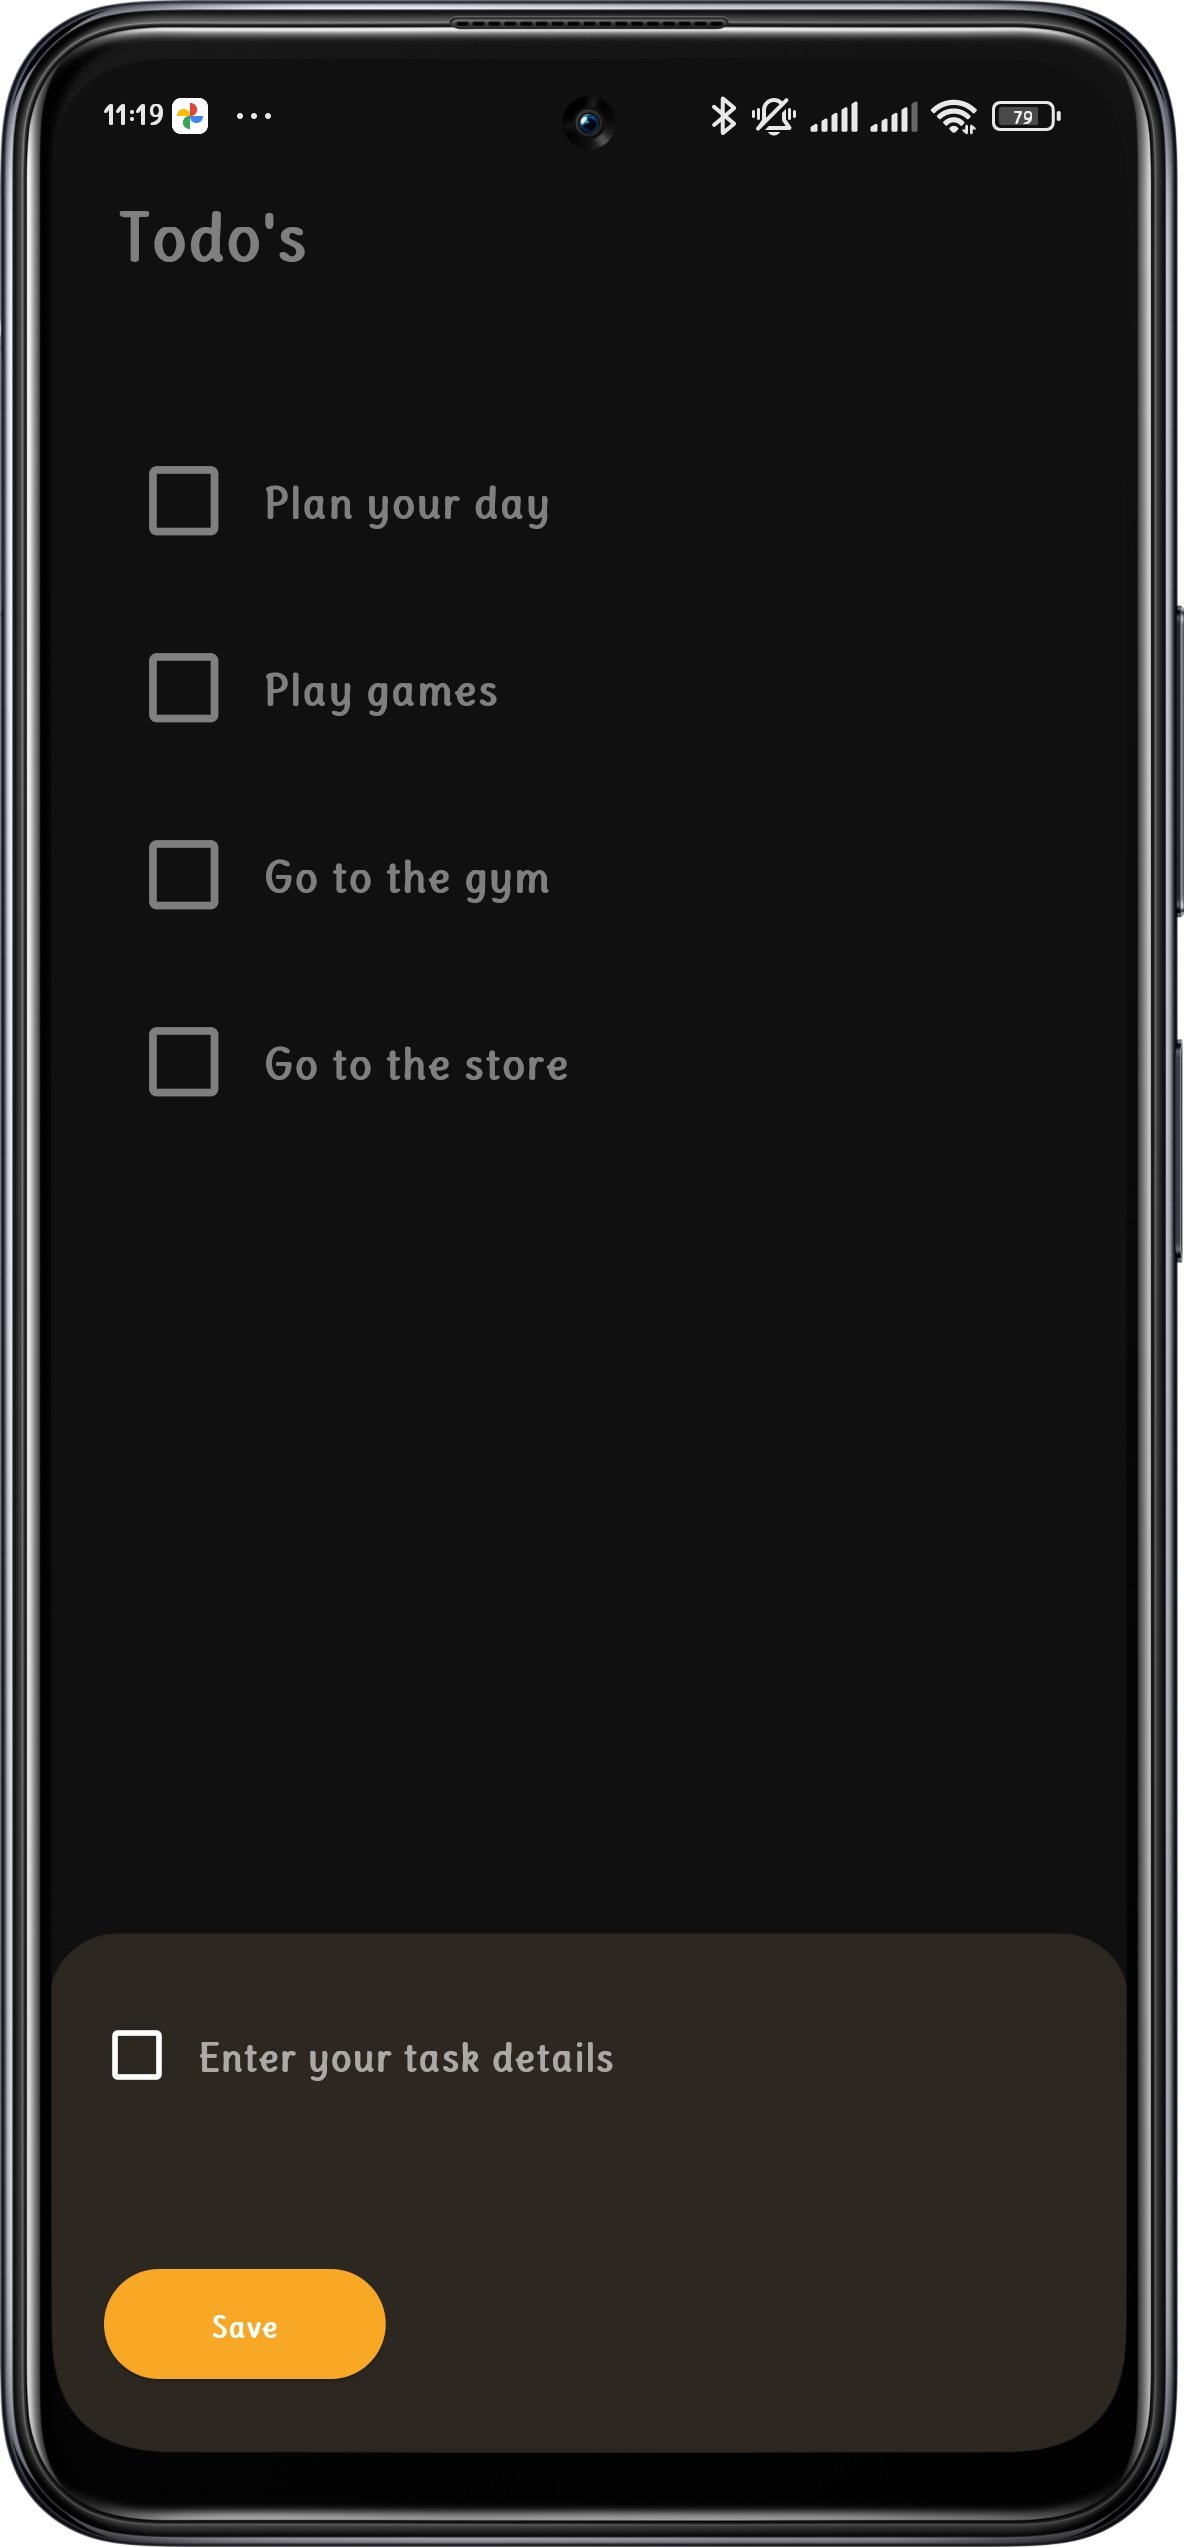 11:19
79
Todo's
Plan your day
Play games
Go to the gym
Go to the store
Enter your task details
Save